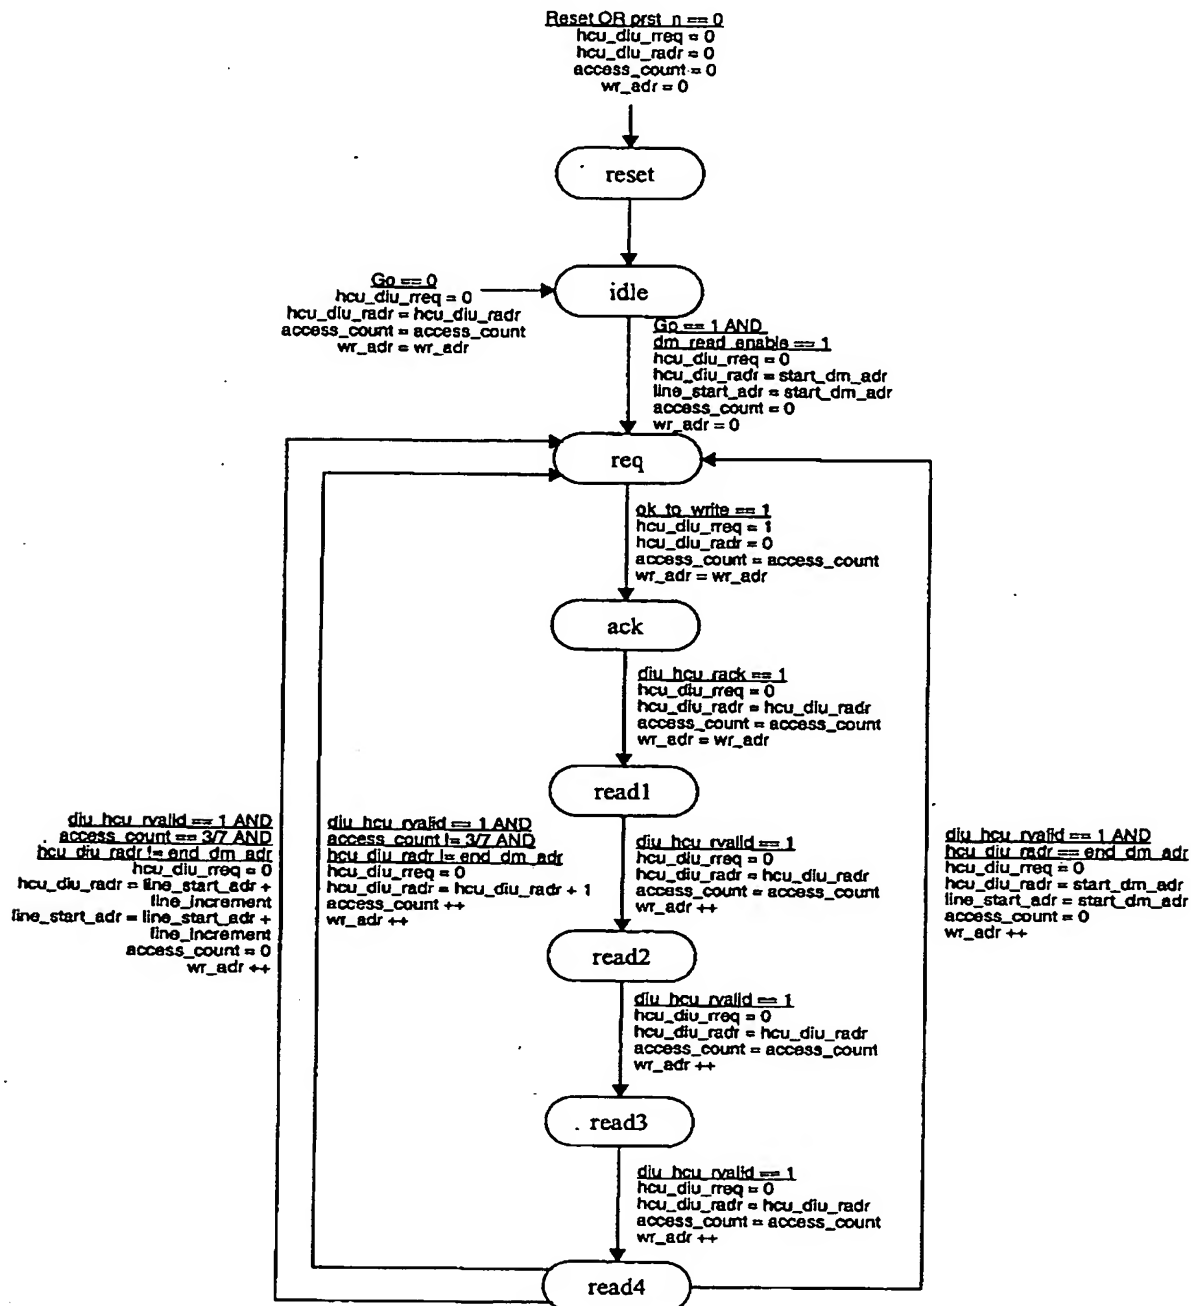 Reset OR prst_n == 0
hcu_diu_rreq = 0
hcu_diu_radr = 0
access_count = 0
wr_adr = 0
reset
idle
Go == 0
hcu_diu_rreq = 0
hcu_diu_radr = hcu_diu_radr
access_count = access_count
wr_adr = wr_adr
Go == 1 AND
dm_read_enable == 1
hcu_diu_rreq = 0
hcu_diu_radr = start_dm_adr
line_start_adr = start_dm_adr
access_count = 0
wr_adr = 0
req
ok_to_write == 1
hcu_diu_rreq = 1
hcu_diu_radr = 0
access_count = access_count
wr_adr = wr_adr
ack
diu_hcu_rack == 1
hcu_diu_rreq = 0
hcu_diu_radr = hcu_diu_radr
access_count = access_count
wr_adr = wr_adr
read1
diu_hcu_rvalid == 1 AND
access_count == 3/7 AND
hcu_diu_radr != end_dm_adr
hcu_diu_rreq = 0
hcu_diu_radr = line_start_adr +
line_increment
line_start_adr = line_start_adr +
line_increment
access_count = 0
wr_adr ++
diu_hcu_rvalid == 1 AND
access_count != 3/7 AND
hcu_diu_radr != end_dm_adr
hcu_diu_rreq = 0
hcu_diu_radr = hcu_diu_radr + 1
access_count ++
wr_adr ++
diu_hcu_rvalid == 1
hcu_diu_rreq = 0
hcu_diu_radr = hcu_diu_radr
access_count = access_count
wr_adr ++
diu_hcu_rvalid == 1 AND
hcu_diu_radr == end_dm_adr
hcu_diu_rreq = 0
hcu_diu_radr = start_dm_adr
line_start_adr = start_dm_adr
access_count = 0
wr_adr ++
read2
diu_hcu_rvalid == 1
hcu_diu_rreq = 0
hcu_diu_radr = hcu_diu_radr
access_count = access_count
wr_adr ++
read3
diu_hcu_rvalid == 1
hcu_diu_rreq = 0
hcu_diu_radr = hcu_diu_radr
access_count = access_count
wr_adr ++
read4